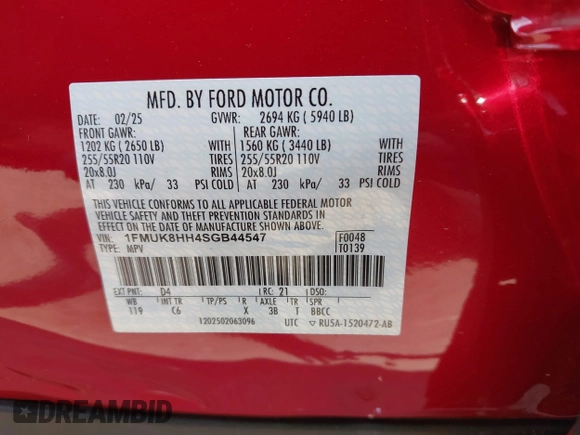 MFD. BY FORD MOTOR CO.
DATE: 02/25 GVWR: 2694 KG ( 5940 LB)
FRONT GAWR: REAR GAWR:
1202 KG ( 2650 LB) WITH 1560 KG ( 3440 LB) WITH
255/55R20 110V TIRES 255/55R20 110V TIRES
20x8.0J RIMS 20x8.0J RIMS
AT 230 kPa/ 33 PSI COLD AT 230 kPa/ 33 PSI COLD
THIS VEHICLE CONFORMS TO ALL APPLICABLE FEDERAL MOTOR
VEHICLE SAFETY AND THEFT PREVENTION STANDARDS IN
EFFECT ON THE DATE OF MANUFACTURE SHOWN ABOVE.
VIN: 1FMUK8HH4SGB44547 F0048
TYPE: MPV T0139
EXT PNT: D4 RC: 21 DSO:
WB INT TR TP/PS R AXLE TR SPR
119 C6 X 3B T BBCC
1202502063096 UTC ▽ RU5A-1520472-AB
DREAMBID